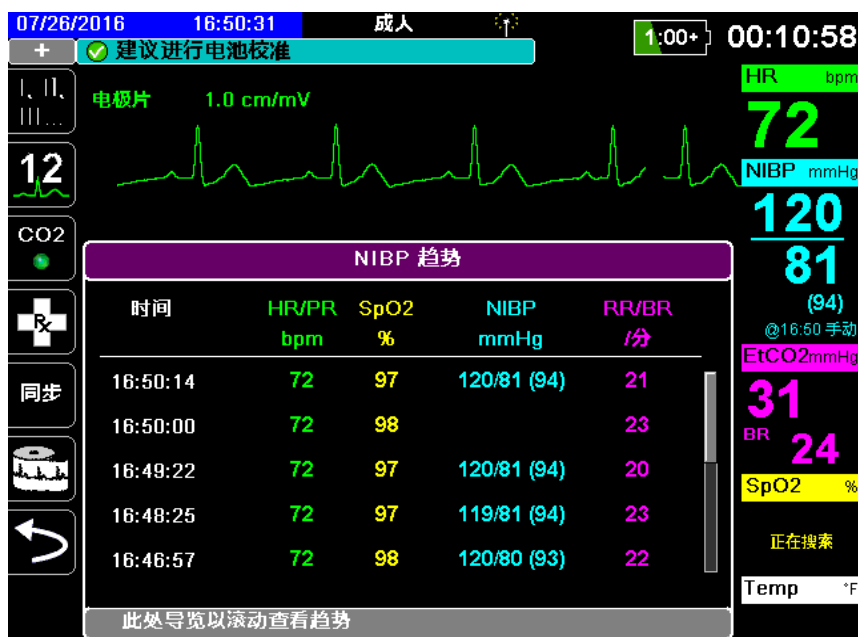 07/26/2016 16:50:31 成人 1:00+ 00:10:58
+ 建议进行电池校准
I、II、
III...
电极片 1.0 cm/mV
HR bpm
72
12
NIBP mmHg
120
81
(94)
@16:50 手动
CO2
NIBP 趋势
时间 HR/PR SpO2 NIBP RR/BR
bpm % mmHg /分
16:50:14 72 97 120/81 (94) 21
16:50:00 72 98 23
16:49:22 72 97 120/81 (94) 20
16:48:25 72 97 119/81 (94) 23
16:46:57 72 98 120/80 (93) 22
此处导览以滚动查看趋势
Rx
同步
EtCO2mmHg
31
BR 24
SpO2 %
正在搜索
Temp °F